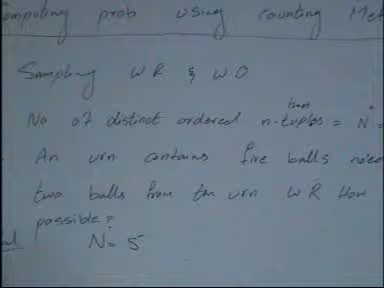 omputing prob using counting Met
Sampling WR & WO
No of distinct ordered n-tuples = N^n =
An urn contains five balls
two balls from the urn WR How
possible?
N = 5